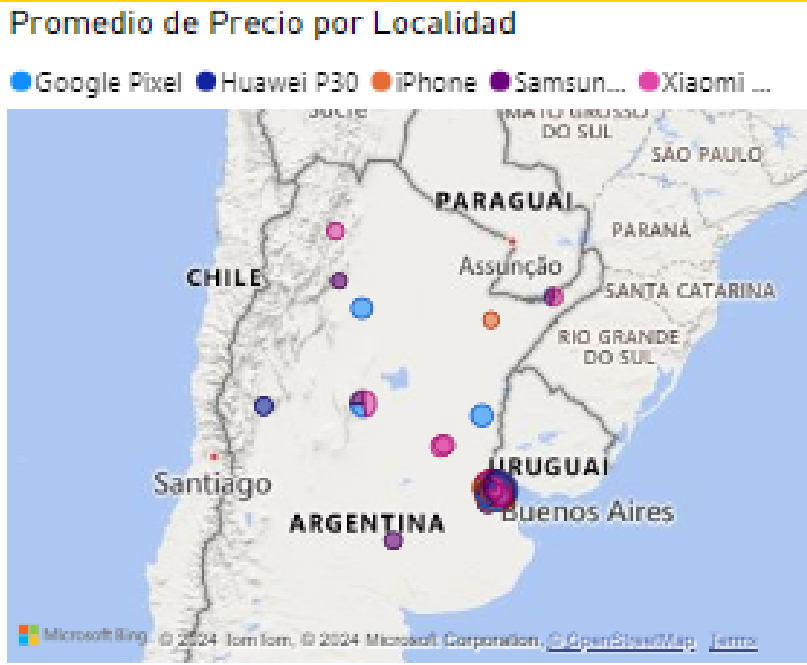 Promedio de Precio por Localidad
Google Pixel Huawei P30 iPhone Samsun... Xiaomi ...
Sucre
MATO GROSSO
DO SUL
SÃO PAULO
PARAGUAI
PARANÁ
Assunção
CHILE
SANTA CATARINA
RIO GRANDE
DO SUL
URUGUAI
Santiago
Buenos Aires
ARGENTINA
Microsoft Bing © 2024 TomTom, © 2024 Microsoft Corporation, © OpenStreetMap Terms